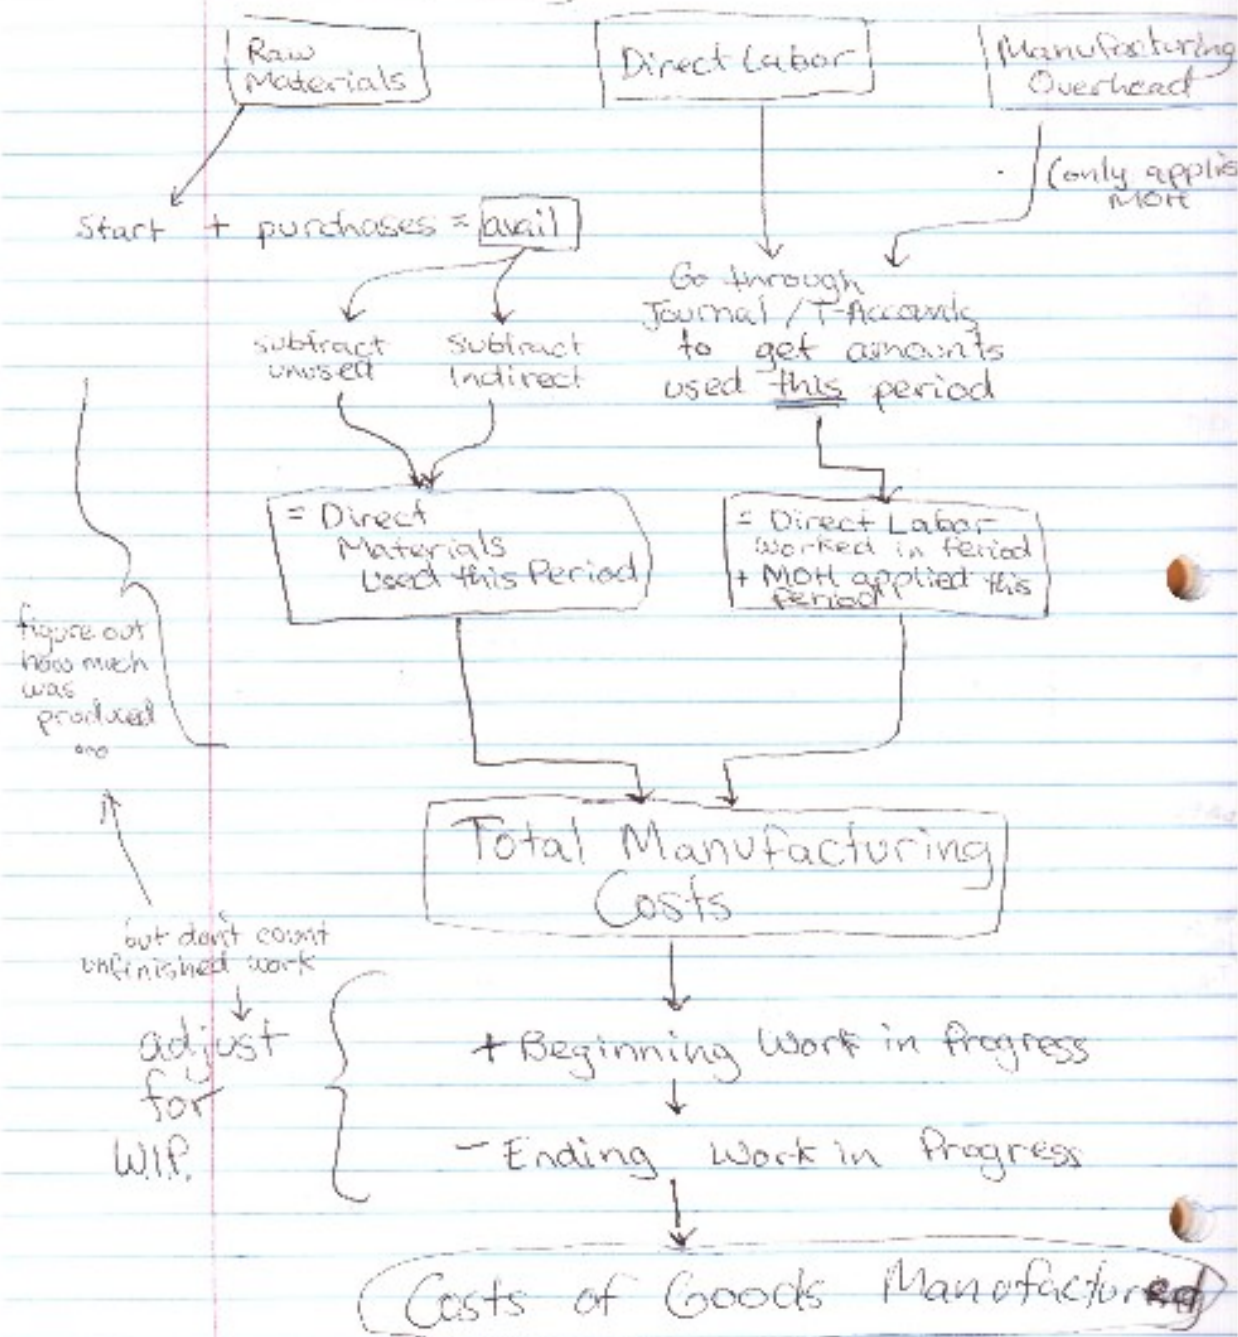 Raw
Materials
Direct Labor
Manufacturing
Overhead
(only applies
MOH
Start + purchases = avail
subtract
unused
Subtract
Indirect
Go through
Journal / T-Accounts
to get amounts
used this period
= Direct
Materials
Used this Period
= Direct Labor
Worked in Period
+ MOH applied this
Period
figure out
how much
was
produced
...
Total Manufacturing
Costs
but don't count
unfinished work
adjust
for
W.I.P.
+ Beginning Work in Progress
- Ending Work in Progress
Costs of Goods Manufactured